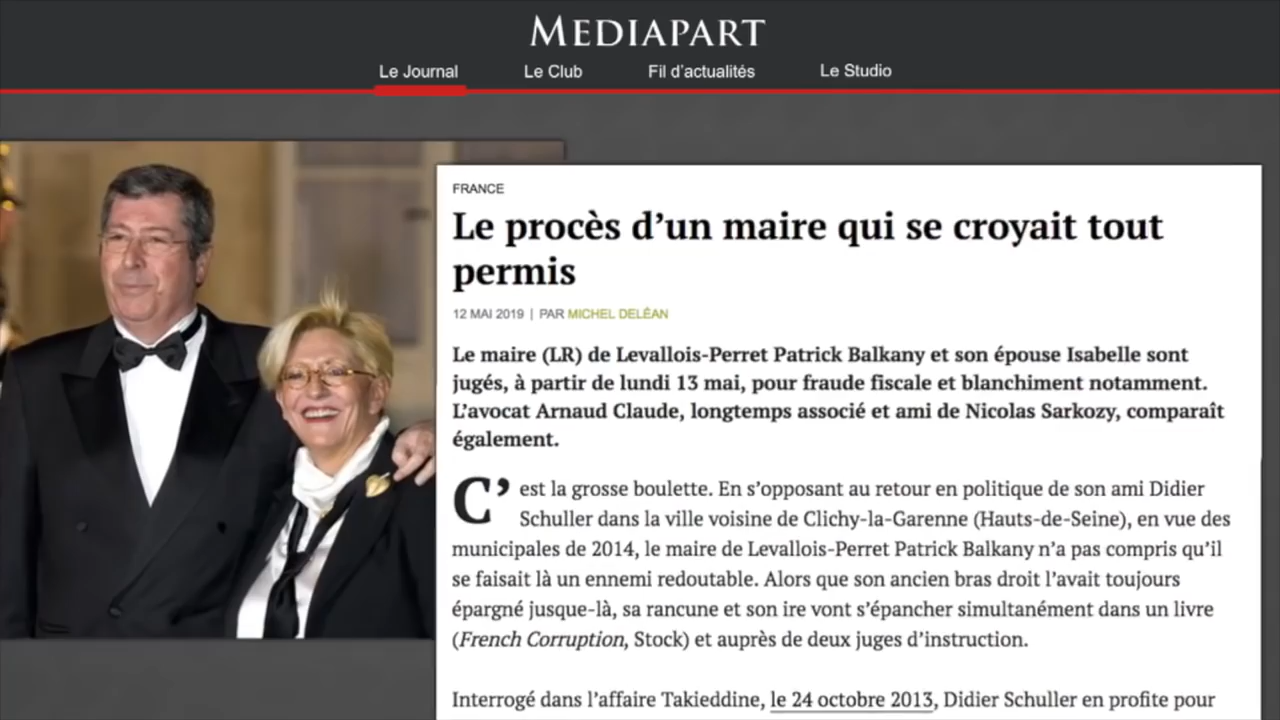 MEDIAPART
Le Journal
Le Club
Fil d’actualités
Le Studio
FRANCE
Le procès d’un maire qui se croyait tout
permis
12 MAI 2019 | PAR MICHEL DELÉAN
Le maire (LR) de Levallois-Perret Patrick Balkany et son épouse Isabelle sont
jugés, à partir de lundi 13 mai, pour fraude fiscale et blanchiment notamment.
L’avocat Arnaud Claude, longtemps associé et ami de Nicolas Sarkozy, comparaît
également.
C’est la grosse boulette. En s’opposant au retour en politique de son ami Didier
Schuller dans la ville voisine de Clichy-la-Garenne (Hauts-de-Seine), en vue des
municipales de 2014, le maire de Levallois-Perret Patrick Balkany n’a pas compris qu’il
se faisait là un ennemi redoutable. Alors que son ancien bras droit l’avait toujours
épargné jusque-là, sa rancune et son ire vont s’épancher simultanément dans un livre
(French Corruption, Stock) et auprès de deux juges d’instruction.
Interrogé dans l’affaire Takieddine, le 24 octobre 2013, Didier Schuller en profite pour